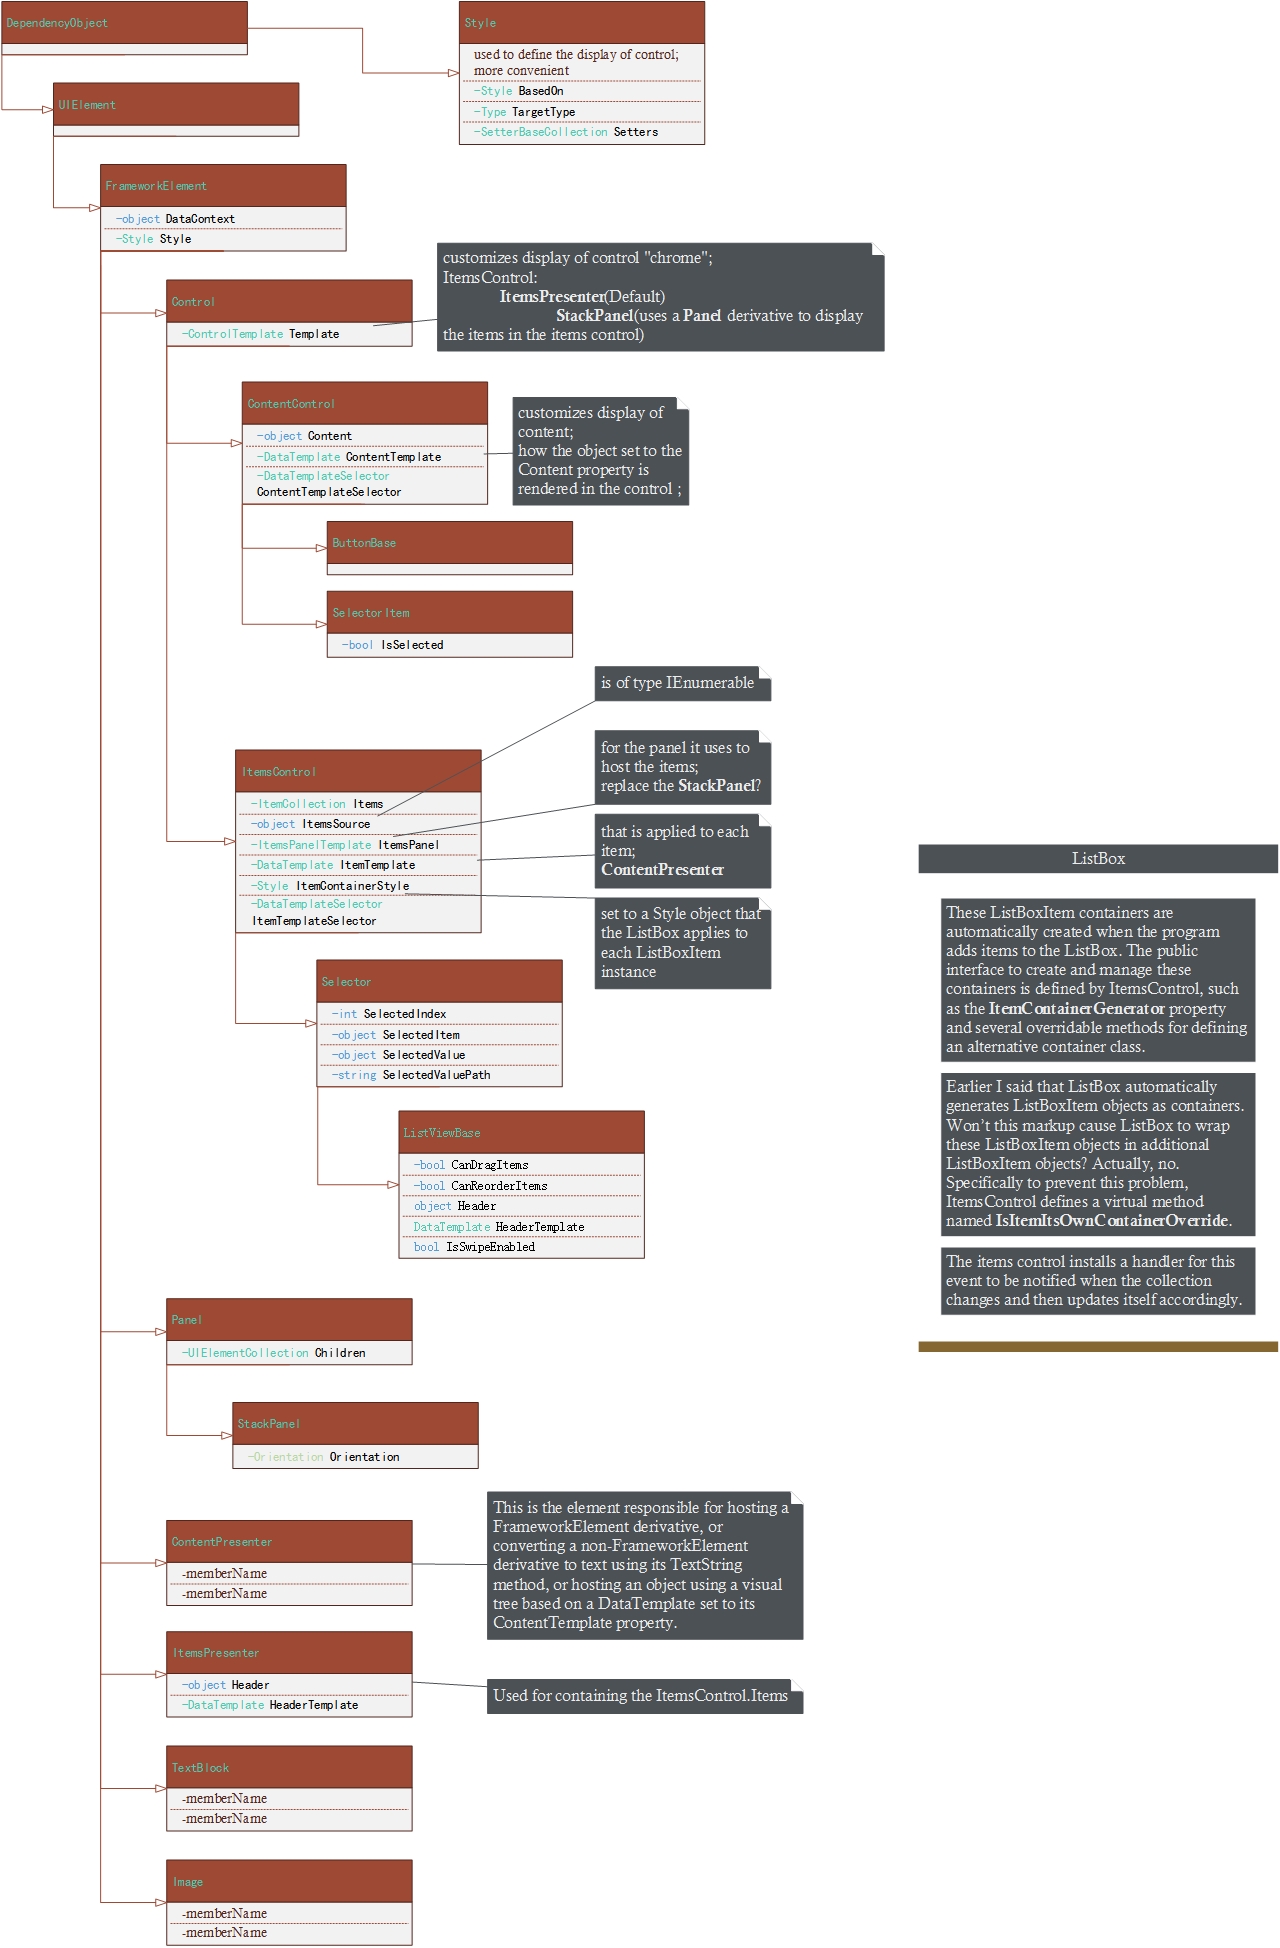 DependencyObject
Style
used to define the display of control;
more convenient
-Style BasedOn
-Type TargetType
-SetterBaseCollection Setters
UIElement
FrameworkElement
-object DataContext
-Style Style
customizes display of control "chrome";
ItemsControl:
ItemsPresenter(Default)
StackPanel(uses a Panel derivative to display
the items in the items control)
Control
-ControlTemplate Template
ContentControl
-object Content
-DataTemplate ContentTemplate
-DataTemplateSelector
ContentTemplateSelector
customizes display of
content;
how the object set to the
Content property is
rendered in the control ;
ButtonBase
SelectorItem
-bool IsSelected
is of type IEnumerable
for the panel it uses to
host the items;
replace the StackPanel?
that is applied to each
item;
ContentPresenter
set to a Style object that
the ListBox applies to
each ListBoxItem
instance
ItemsControl
-ItemCollection Items
-object ItemsSource
-ItemsPanelTemplate ItemsPanel
-DataTemplate ItemTemplate
-Style ItemContainerStyle
-DataTemplateSelector
ItemTemplateSelector
Selector
-int SelectedIndex
-object SelectedItem
-object SelectedValue
-string SelectedValuePath
ListViewBase
-bool CanDragItems
-bool CanReorderItems
object Header
DataTemplate HeaderTemplate
bool IsSwipeEnabled
ListBox
These ListBoxItem containers are
automatically created when the program
adds items to the ListBox. The public
interface to create and manage these
containers is defined by ItemsControl, such
as the ItemContainerGenerator property
and several overridable methods for defining
an alternative container class.
Earlier I said that ListBox automatically
generates ListBoxItem objects as containers.
Won't this markup cause ListBox to wrap
these ListBoxItem objects in additional
ListBoxItem objects? Actually, no.
Specifically to prevent this problem,
ItemsControl defines a virtual method
named IsItemItsOwnContainerOverride.
The items control installs a handler for this
event to be notified when the collection
changes and then updates itself accordingly.
Panel
-UIElementCollection Children
StackPanel
-Orientation Orientation
ContentPresenter
-memberName
-memberName
This is the element responsible for hosting a
FrameworkElement derivative, or
converting a non-FrameworkElement
derivative to text using its TextString
method, or hosting an object using a visual
tree based on a DataTemplate set to its
ContentTemplate property.
ItemsPresenter
-object Header
-DataTemplate HeaderTemplate
Used for containing the ItemsControl.Items
TextBlock
-memberName
-memberName
Image
-memberName
-memberName